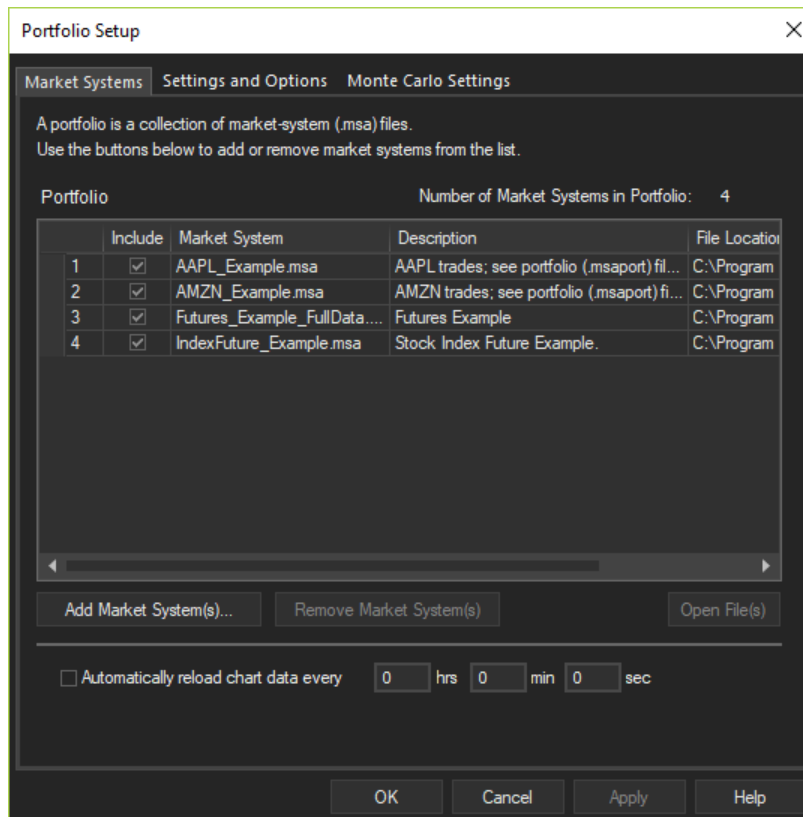 Portfolio Setup
Market Systems Settings and Options Monte Carlo Settings
A portfolio is a collection of market-system (.msa) files.
Use the buttons below to add or remove market systems from the list.
Portfolio Number of Market Systems in Portfolio: 4
Include Market System Description File Location
1 AAPL_Example.msa AAPL trades; see portfolio (.msaport) fil... C:\Program
2 AMZN_Example.msa AMZN trades; see portfolio (.msaport) fi... C:\Program
3 Futures_Example_FullData.... Futures Example C:\Program
4 IndexFuture_Example.msa Stock Index Future Example. C:\Program
Add Market System(s)... Remove Market System(s) Open File(s)
Automatically reload chart data every 0 hrs 0 min 0 sec
OK Cancel Apply Help